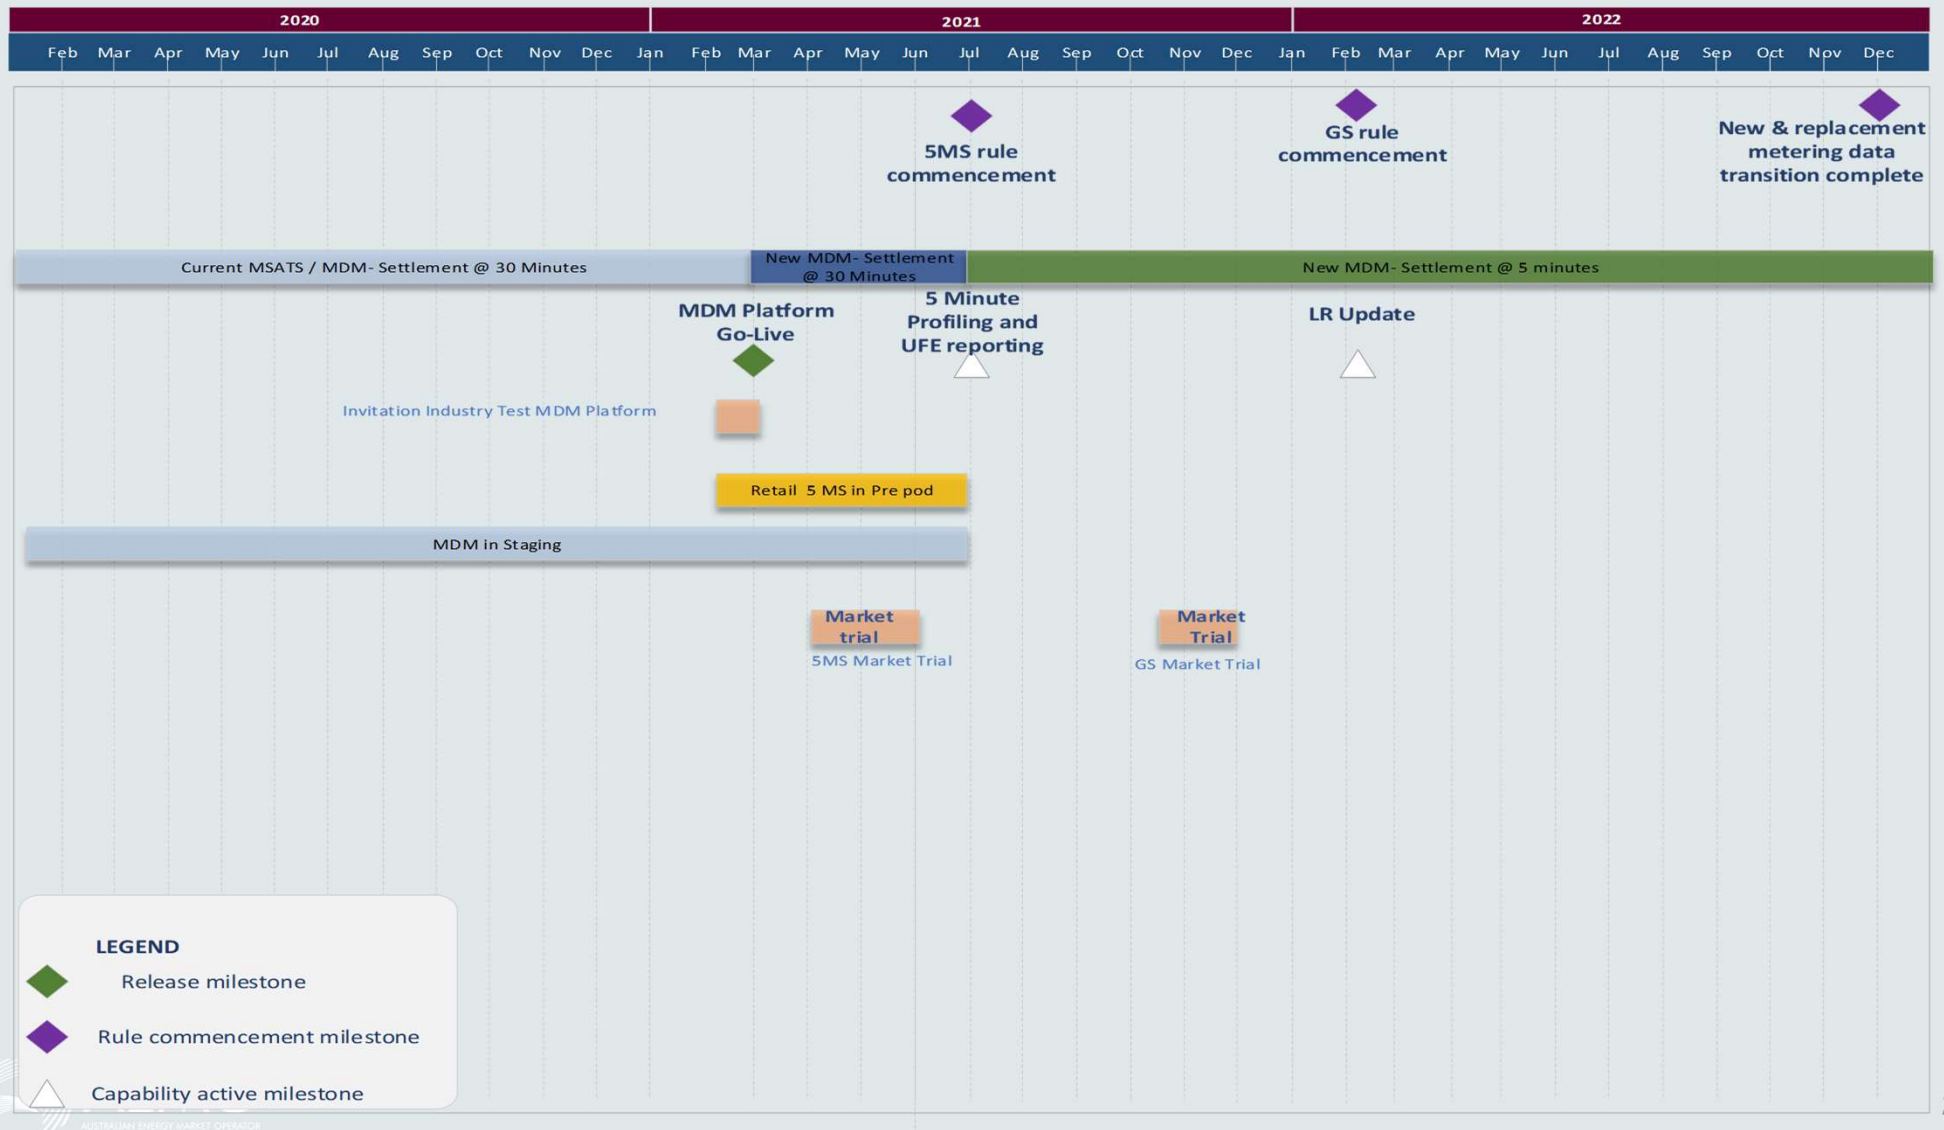 2020
2021
2022
Feb Mar Apr May Jun Jul Aug Sep Oct Nov Dec Jan Feb Mar Apr May Jun Jul Aug Sep Oct Nov Dec Jan Feb Mar Apr May Jun Jul Aug Sep Oct Nov Dec
5MS rule
commencement
GS rule
commencement
New & replacement
metering data
transition complete
Current MSATS / MDM- Settlement @ 30 Minutes
New MDM- Settlement
@ 30 Minutes
New MDM- Settlement @ 5 minutes
MDM Platform
Go-Live
5 Minute
Profiling and
UFE reporting
LR Update
Invitation Industry Test MDM Platform
Retail 5 MS in Pre pod
MDM in Staging
Market
trial
5MS Market Trial
Market
Trial
GS Market Trial
LEGEND
Release milestone
Rule commencement milestone
Capability active milestone
AUSTRALIAN ENERGY MARKET OPERATOR